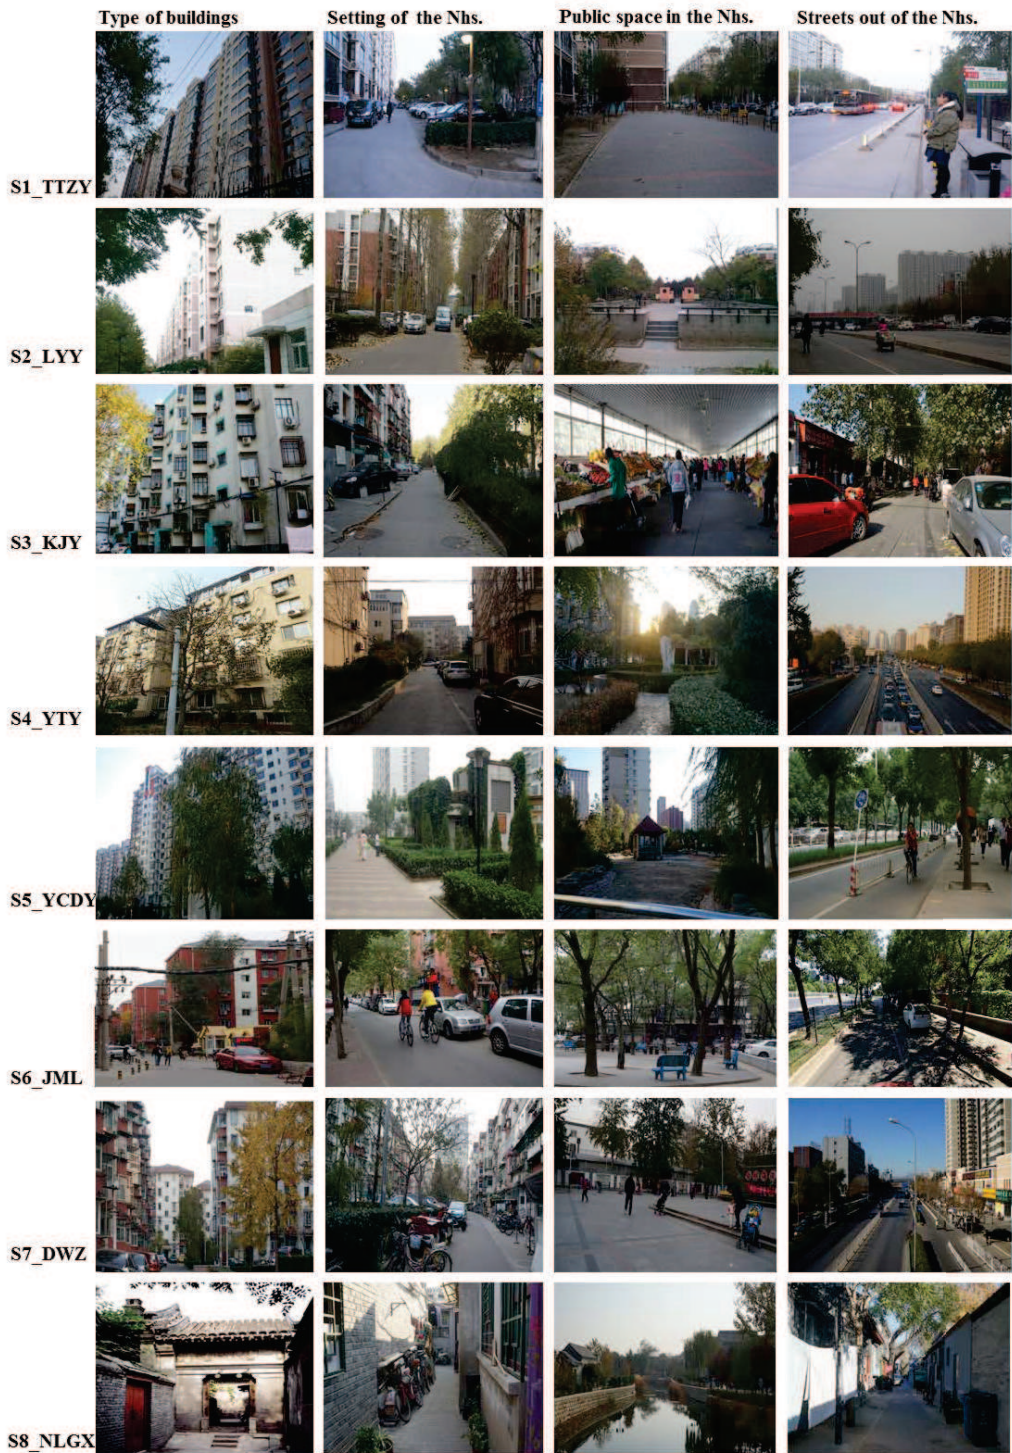 Type of buildings
Setting of the Nhs.
Public space in the Nhs.
Streets out of the Nhs.
S1_TTZY
S2_LYY
S3_KJY
S4_YTY
S5_YCDY
S6_JML
S7_DWZ
S8_NLGX